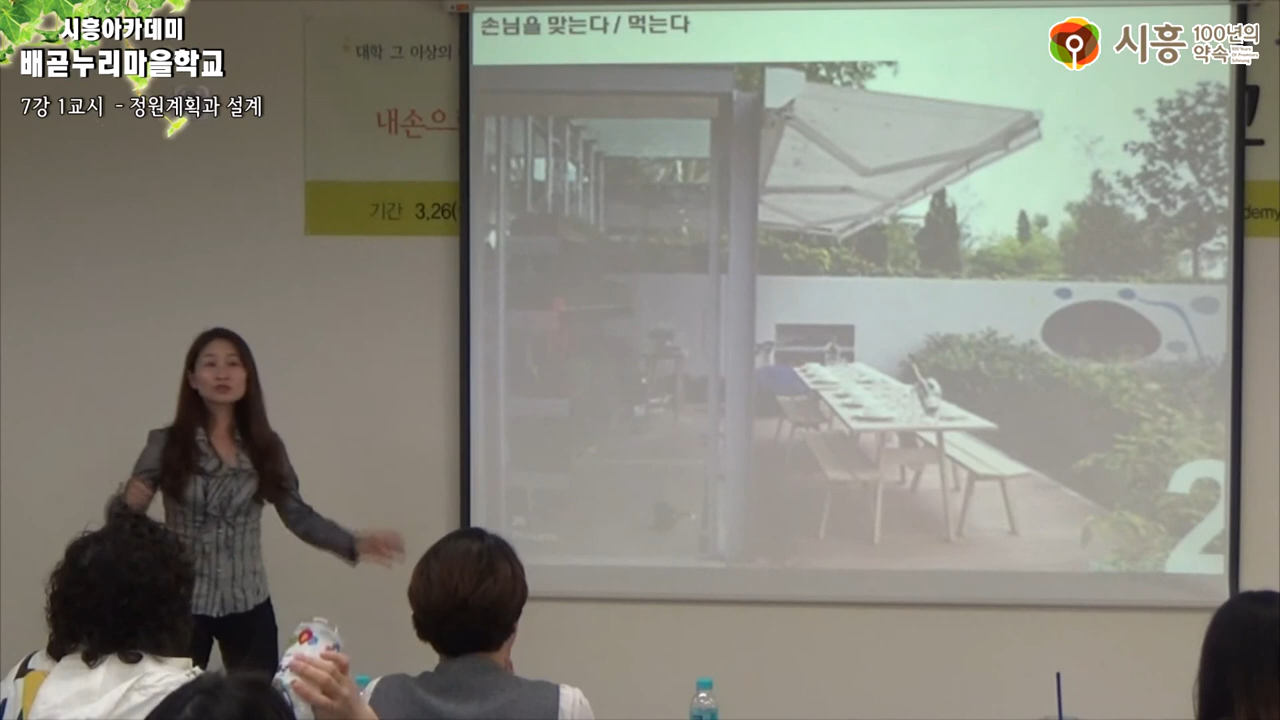 시흥아카데미
배곧누리마을학교
7강 1교시 - 정원계획과 설계
손님을 맞는다 / 먹는다
시흥 100년의 약속
대학 그 이상의
내손으
기간 3.26(
demy
2